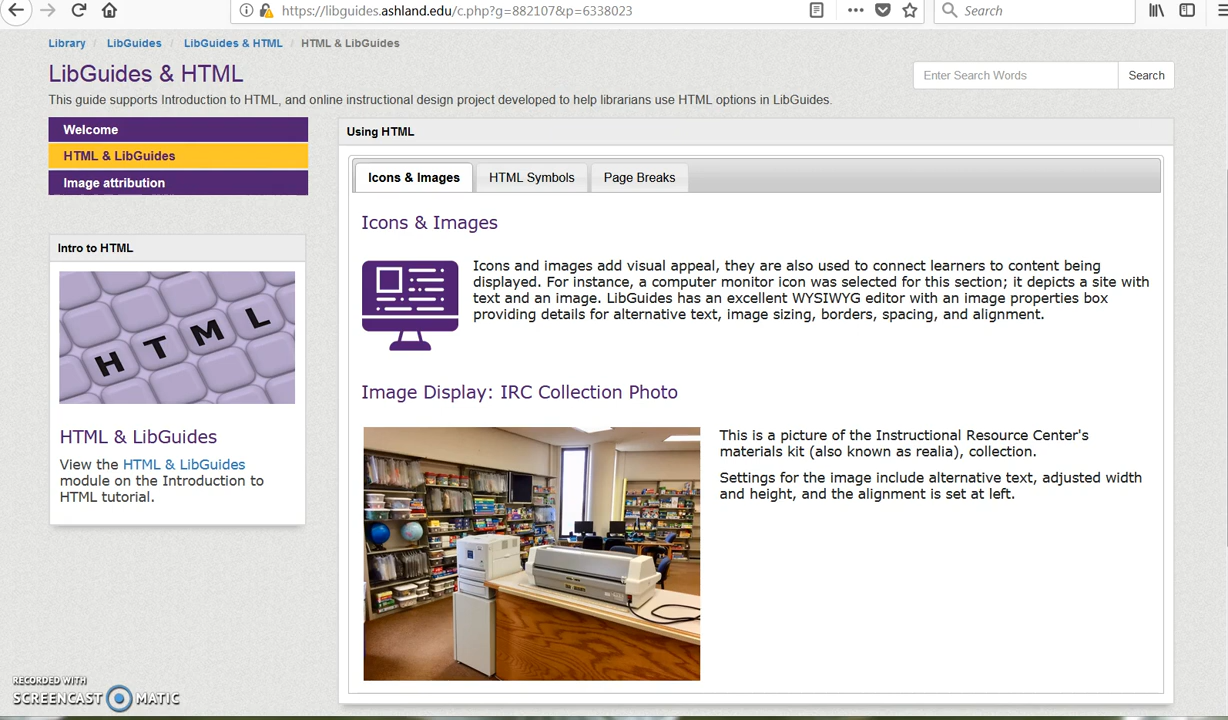 https://libguides.ashland.edu/c.php?g=882107&p=6338023
Search
Library / LibGuides / LibGuides & HTML / HTML & LibGuides
LibGuides & HTML
Enter Search Words
Search
This guide supports Introduction to HTML, and online instructional design project developed to help librarians use HTML options in LibGuides.
Welcome
HTML & LibGuides
Image attribution
Intro to HTML
HTML
HTML & LibGuides
View the HTML & LibGuides
module on the Introduction to
HTML tutorial.
Using HTML
Icons & Images
HTML Symbols
Page Breaks
Icons & Images
Icons and images add visual appeal, they are also used to connect learners to content being
displayed. For instance, a computer monitor icon was selected for this section; it depicts a site with
text and an image. LibGuides has an excellent WYSIWYG editor with an image properties box
providing details for alternative text, image sizing, borders, spacing, and alignment.
Image Display: IRC Collection Photo
This is a picture of the Instructional Resource Center's
materials kit (also known as realia), collection.
Settings for the image include alternative text, adjusted width
and height, and the alignment is set at left.
RECORDED WITH
SCREENCAST MATIC